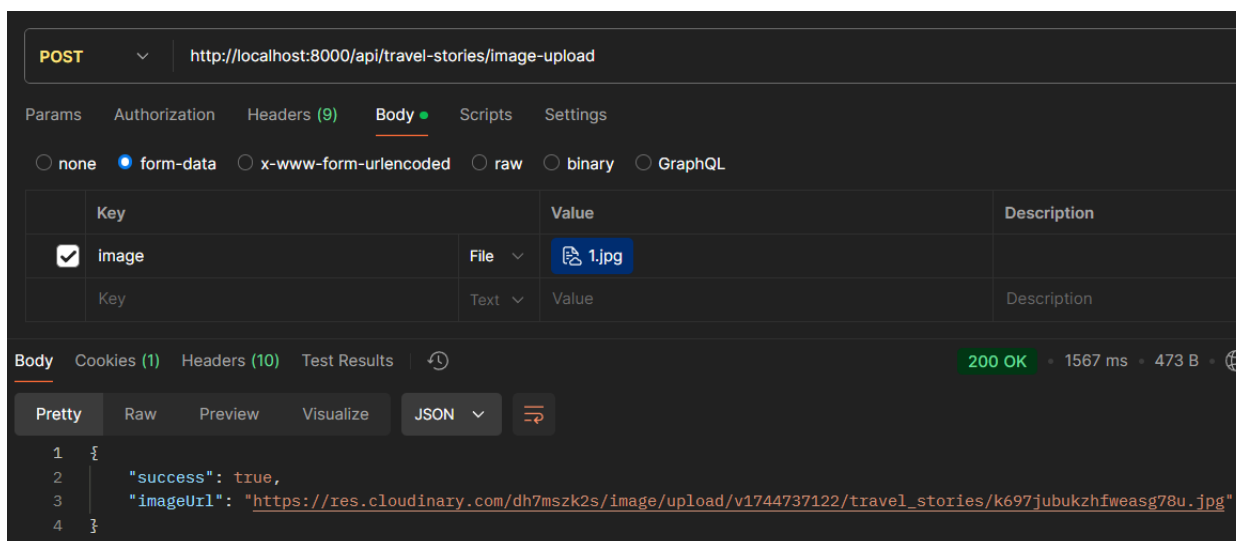 POST http://localhost:8000/api/travel-stories/image-upload
Params Authorization Headers (9) Body Scripts Settings
none form-data x-www-form-urlencoded raw binary GraphQL
Key Value Description
image File 1.jpg
Key Text Value Description
Body Cookies (1) Headers (10) Test Results 200 OK • 1567 ms • 473 B •
Pretty Raw Preview Visualize JSON
1 {
2 "success": true,
3 "imageUrl": "https://res.cloudinary.com/dh7mszk2s/image/upload/v1744737122/travel_stories/k697jubukzhfweasg78u.jpg"
4 }